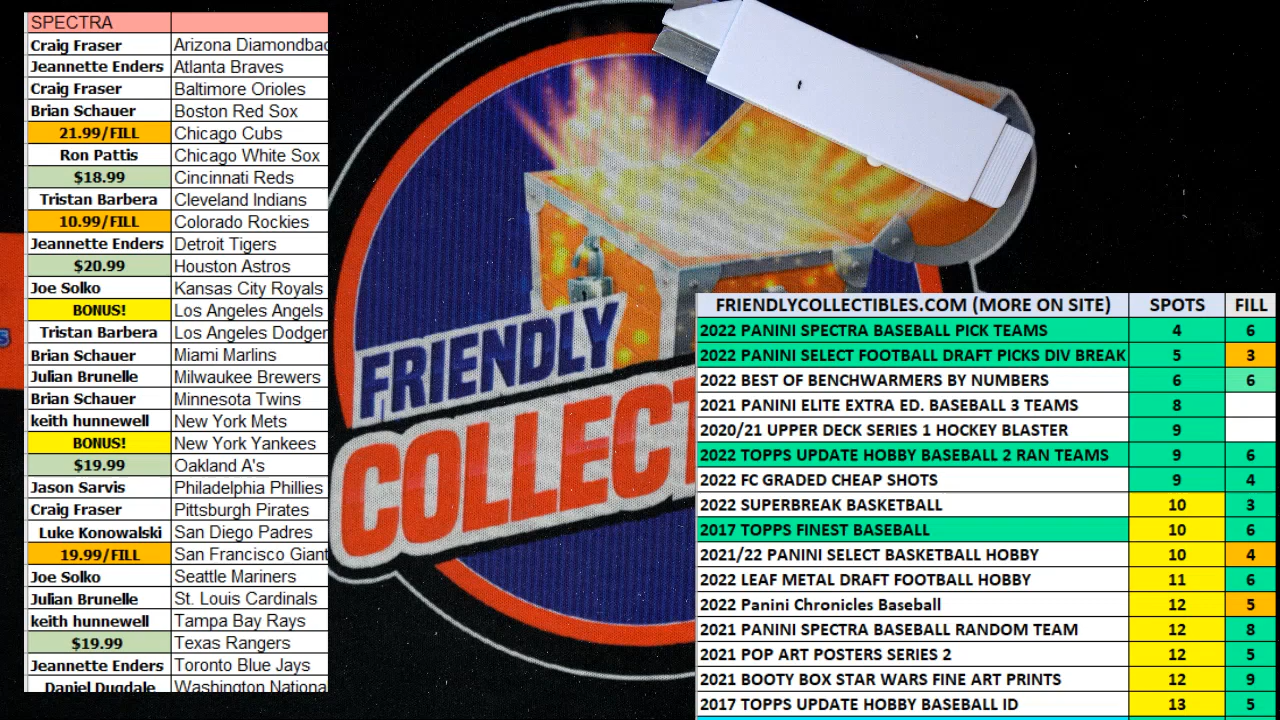 SPECTRA
Craig Fraser Arizona Diamondbac
Jeannette Enders Atlanta Braves
Craig Fraser Baltimore Orioles
Brian Schauer Boston Red Sox
21.99/FILL Chicago Cubs
Ron Pattis Chicago White Sox
$18.99 Cincinnati Reds
Tristan Barbera Cleveland Indians
10.99/FILL Colorado Rockies
Jeannette Enders Detroit Tigers
$20.99 Houston Astros
Joe Solko Kansas City Royals
BONUS! Los Angeles Angels
Tristan Barbera Los Angeles Dodger
Brian Schauer Miami Marlins
Julian Brunelle Milwaukee Brewers
Brian Schauer Minnesota Twins
keith hunnewell New York Mets
BONUS! New York Yankees
$19.99 Oakland A's
Jason Sarvis Philadelphia Phillies
Craig Fraser Pittsburgh Pirates
Luke Konowalski San Diego Padres
19.99/FILL San Francisco Giant
Joe Solko Seattle Mariners
Julian Brunelle St. Louis Cardinals
keith hunnewell Tampa Bay Rays
$19.99 Texas Rangers
Jeannette Enders Toronto Blue Jays
Daniel Dugdale Washington Nationa
FRIENDLY
COLLECT
FRIENDLYCOLLECTIBLES.COM (MORE ON SITE) SPOTS FILL
2022 PANINI SPECTRA BASEBALL PICK TEAMS 4 6
2022 PANINI SELECT FOOTBALL DRAFT PICKS DIV BREAK 5 3
2022 BEST OF BENCHWARMERS BY NUMBERS 6 6
2021 PANINI ELITE EXTRA ED. BASEBALL 3 TEAMS 8
2020/21 UPPER DECK SERIES 1 HOCKEY BLASTER 9
2022 TOPPS UPDATE HOBBY BASEBALL 2 RAN TEAMS 9 6
2022 FC GRADED CHEAP SHOTS 9 4
2022 SUPERBREAK BASKETBALL 10 3
2017 TOPPS FINEST BASEBALL 10 6
2021/22 PANINI SELECT BASKETBALL HOBBY 10 4
2022 LEAF METAL DRAFT FOOTBALL HOBBY 11 6
2022 Panini Chronicles Baseball 12 5
2021 PANINI SPECTRA BASEBALL RANDOM TEAM 12 8
2021 POP ART POSTERS SERIES 2 12 5
2021 BOOTY BOX STAR WARS FINE ART PRINTS 12 9
2017 TOPPS UPDATE HOBBY BASEBALL ID 13 5